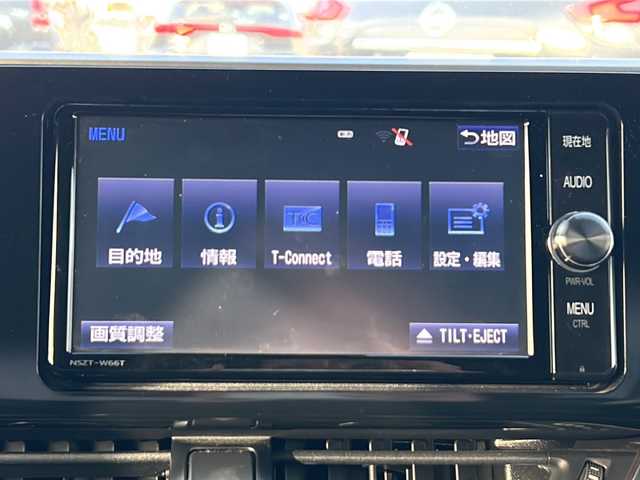 MENU
地図
現在地
AUDIO
目的地
情報
T-Connect
電話
設定・編集
PWR・VOL
MENU
CTRL
画質調整
TILT・EJECT
NSZT-W66T